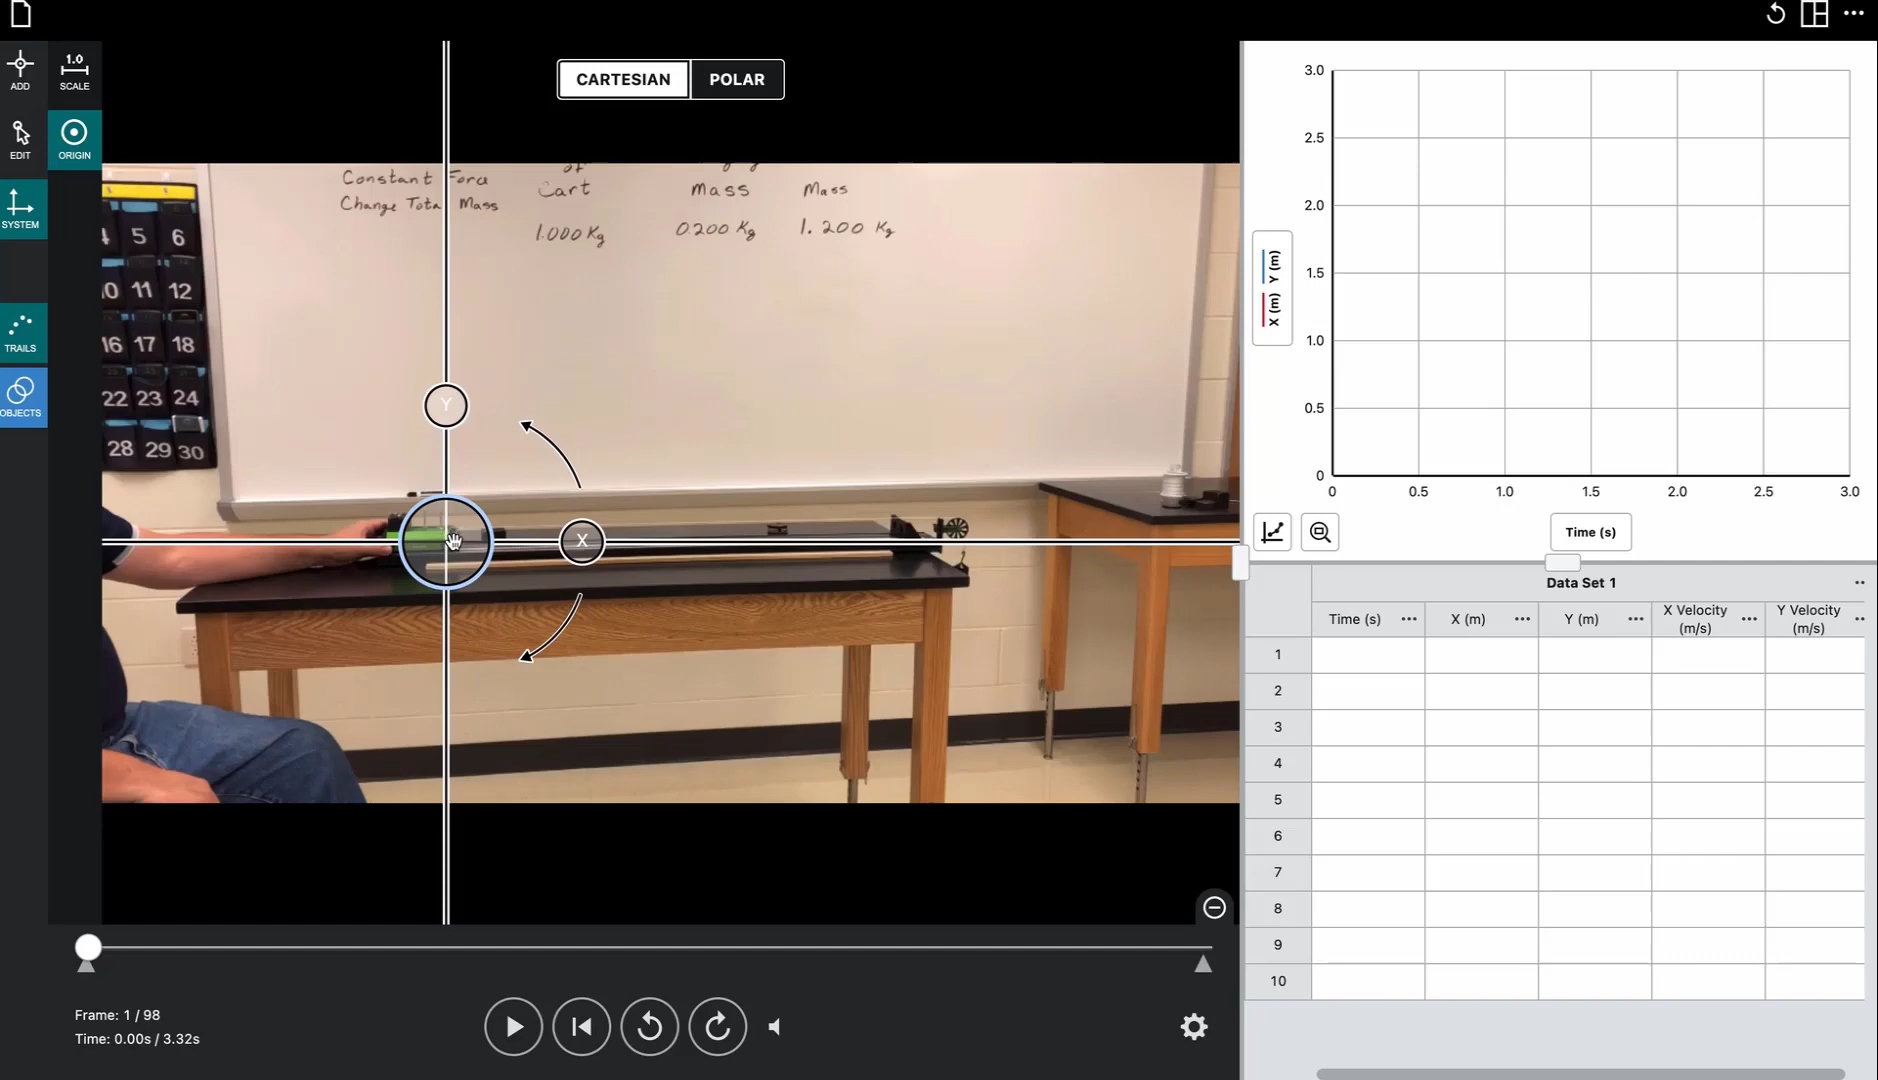 1.0
ADD
SCALE
CARTESIAN
POLAR
EDIT
ORIGIN
SYSTEM
TRAILS
OBJECTS
Constant Force
Change Total Mass
of
Cart
Mass
Mass
1.000 Kg
0.200 Kg
1.200 Kg
4 5 6
10 11 12
16 17 18
22 23 24
28 29 30
Y
X
3.0
2.5
2.0
1.5
1.0
0.5
0
X (m) Y (m)
0 0.5 1.0 1.5 2.0 2.5 3.0
Time (s)
Data Set 1
Time (s) ••• X (m) ••• Y (m) ••• X Velocity (m/s) ••• Y Velocity (m/s) ••
1
2
3
4
5
6
7
8
9
10
Frame: 1 / 98
Time: 0.00s / 3.32s